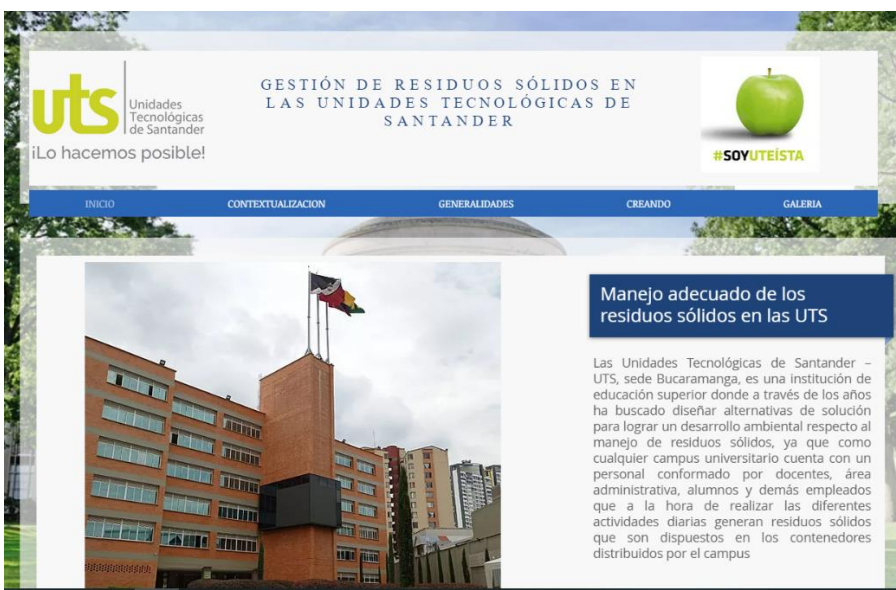 uts
Unidades
Tecnológicas
de Santander
¡Lo hacemos posible!
GESTIÓN DE RESIDUOS SÓLIDOS EN
LAS UNIDADES TECNOLÓGICAS DE
SANTANDER
#SOYUTEÍSTA
INICIO
CONTEXTUALIZACION
GENERALIDADES
CREANDO
GALERIA
Manejo adecuado de los
residuos sólidos en las UTS
Las Unidades Tecnológicas de Santander –
UTS, sede Bucaramanga, es una institución de
educación superior donde a través de los años
ha buscado diseñar alternativas de solución
para lograr un desarrollo ambiental respecto al
manejo de residuos sólidos, ya que como
cualquier campus universitario cuenta con un
personal conformado por docentes, área
administrativa, alumnos y demás empleados
que a la hora de realizar las diferentes
actividades diarias generan residuos sólidos
que son dispuestos en los contenedores
distribuidos por el campus